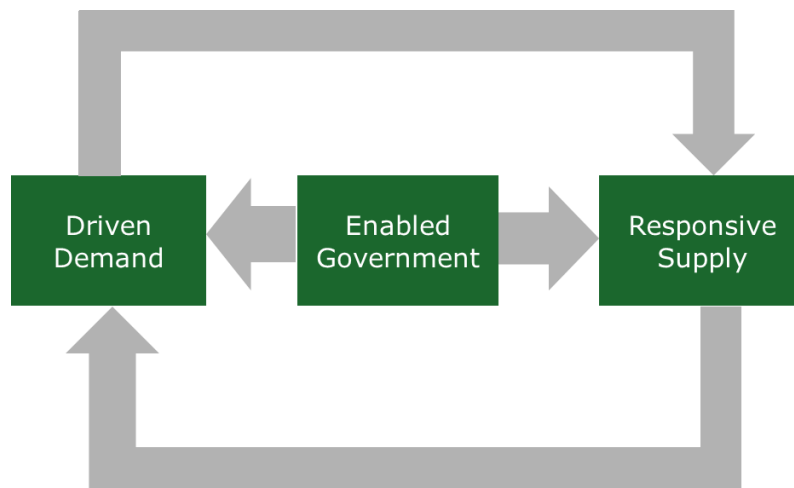 Driven
Demand
Enabled
Government
Responsive
Supply